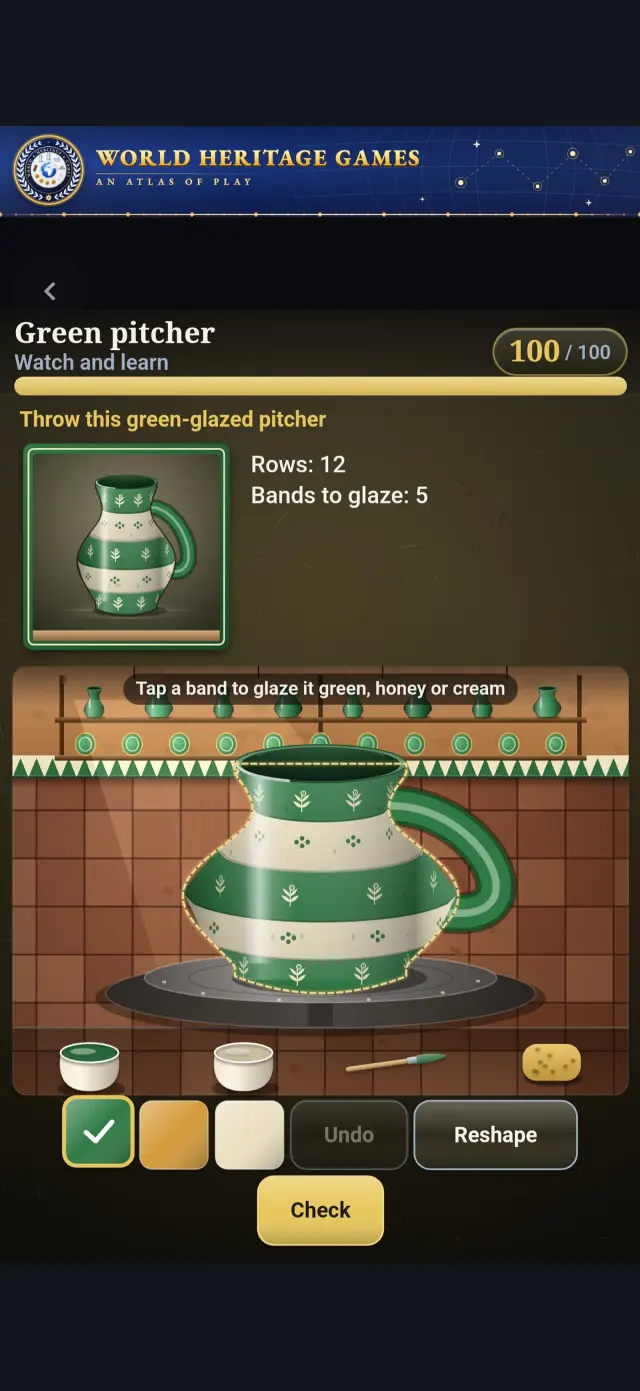 WORLD HERITAGE GAMES
AN ATLAS OF PLAY
Green pitcher
Watch and learn
100 / 100
Throw this green-glazed pitcher
Rows: 12
Bands to glaze: 5
Tap a band to glaze it green, honey or cream
Undo
Reshape
Check